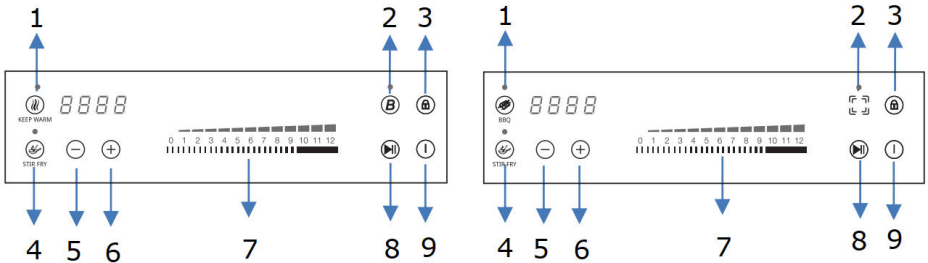 1 2 3
8888 B
KEEP WARM
0 1 2 3 4 5 6 7 8 9 10 11 12
STIR FRY
4 5 6 7 8 9
1 2 3
8888
BBQ
0 1 2 3 4 5 6 7 8 9 10 11 12
STIR FRY
4 5 6 7 8 9